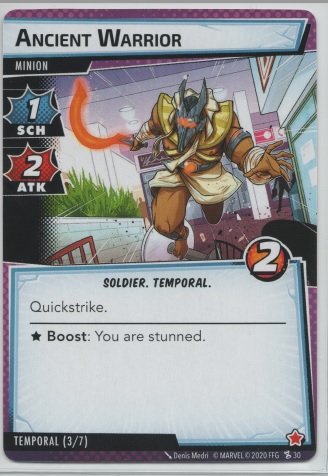 ANCIENT WARRIOR
MINION
1
SCH
2
ATK
2
SOLDIER. TEMPORAL.
Quickstrike.
★ Boost: You are stunned.
TEMPORAL (3/7)
Denis Medri © MARVEL © 2020 FFG 30